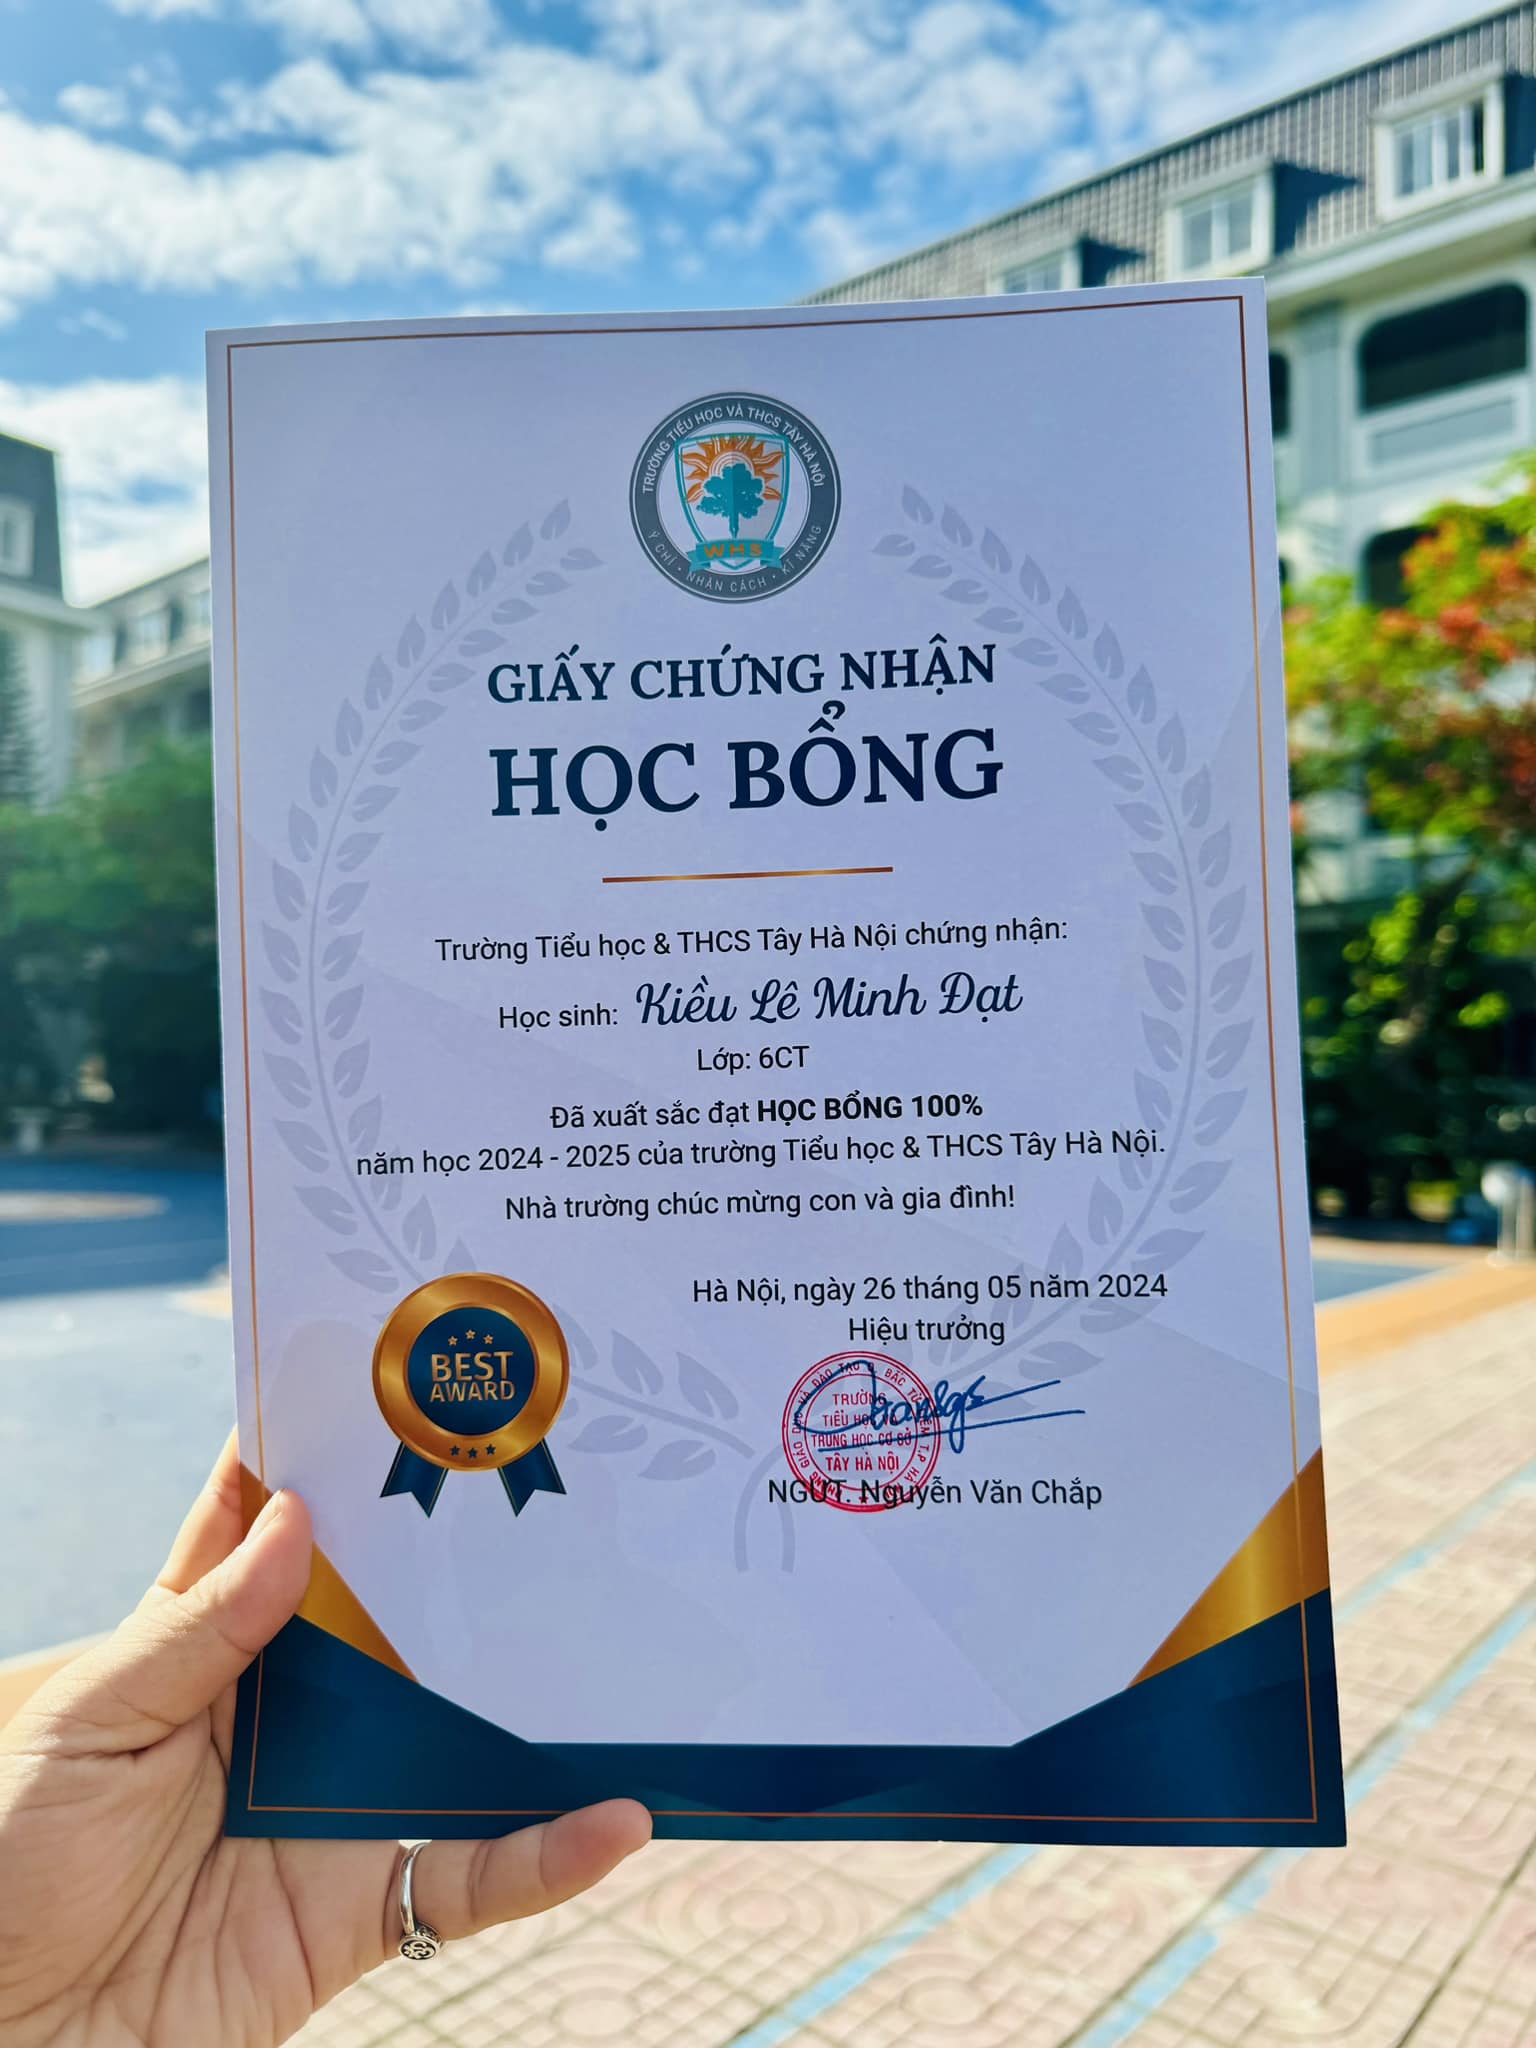 TRƯỜNG TIỂU HỌC VÀ THCS TÂY HÀ NỘI
WHS
Ý CHÍ • NHÂN CÁCH • KĨ NĂNG
GIẤY CHỨNG NHẬN
HỌC BỔNG
Trường Tiểu học & THCS Tây Hà Nội chứng nhận:
Học sinh: Kiều Lê Minh Đạt
Lớp: 6CT
Đã xuất sắc đạt HỌC BỔNG 100%
năm học 2024 - 2025 của trường Tiểu học & THCS Tây Hà Nội.
Nhà trường chúc mừng con và gia đình!
Hà Nội, ngày 26 tháng 05 năm 2024
Hiệu trưởng
BEST
AWARD
TRƯỜNG
TIỂU HỌC VÀ
TRUNG HỌC CƠ SỞ
TÂY HÀ NỘI
NGƯT. Nguyễn Văn Chắp